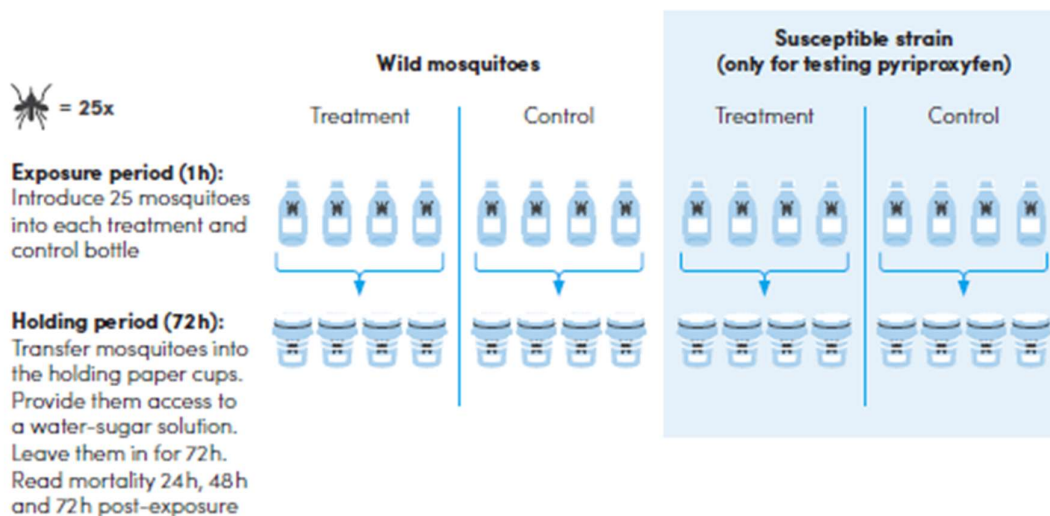 Wild mosquitoes
Susceptible strain
(only for testing pyriproxyfen)
= 25x
Treatment
Control
Treatment
Control
Exposure period (1h):
Introduce 25 mosquitoes
into each treatment and
control bottle
Holding period (72h):
Transfer mosquitoes into
the holding paper cups.
Provide them access to
a water-sugar solution.
Leave them in for 72h.
Read mortality 24h, 48h
and 72h post-exposure